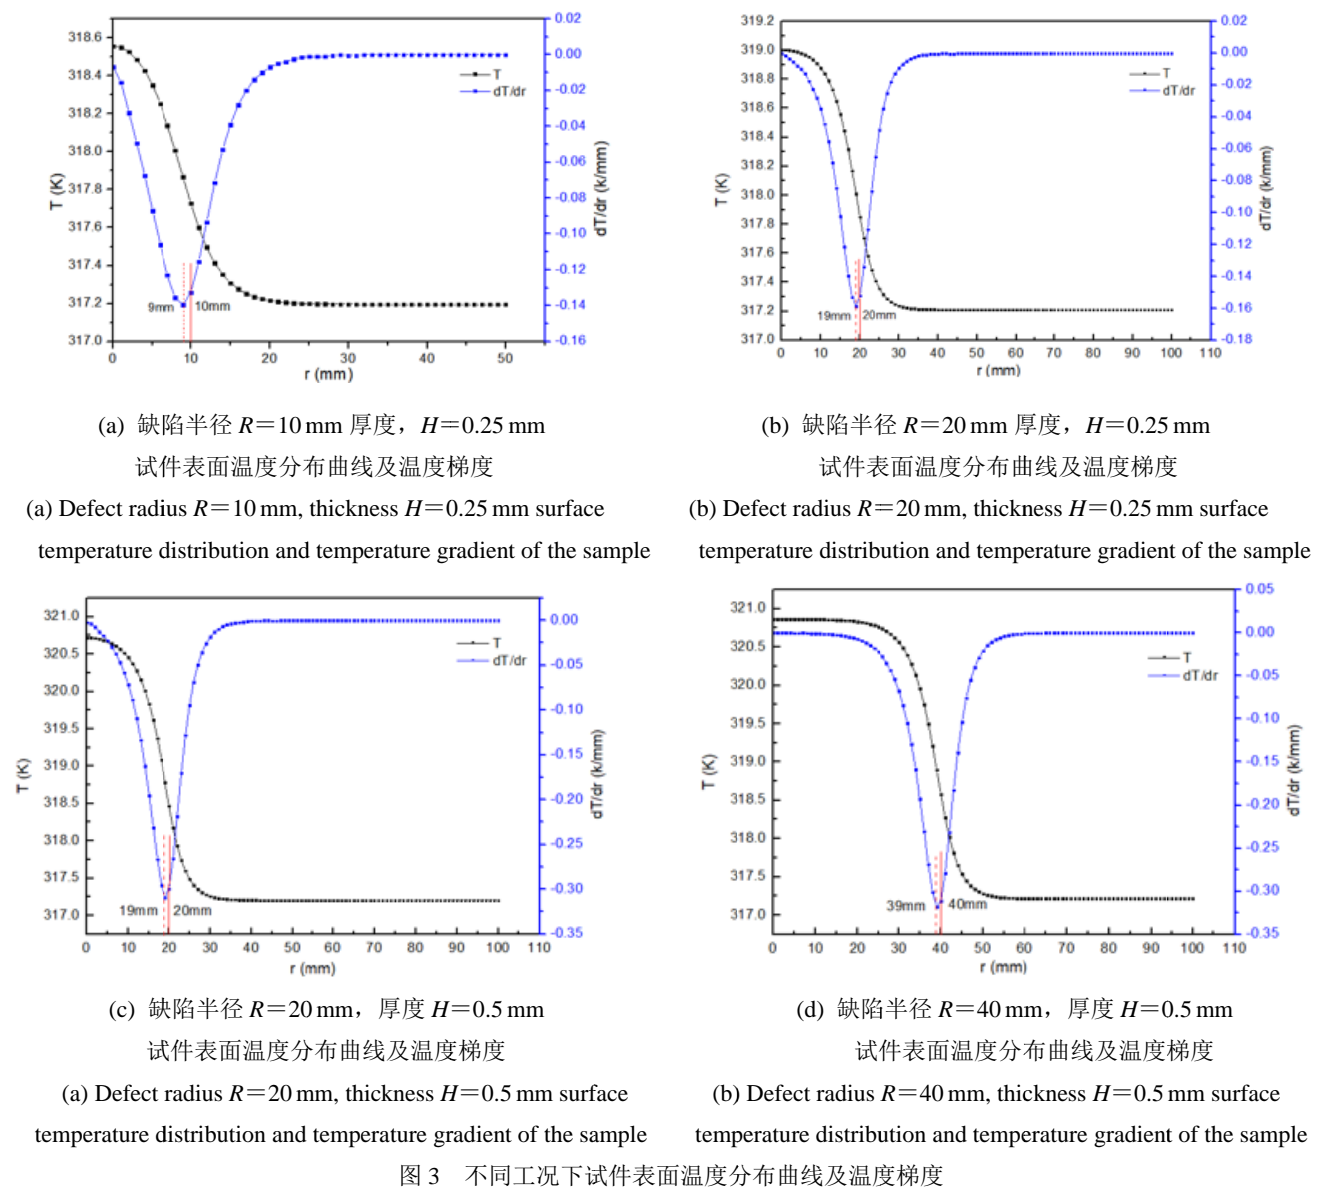 318.6
318.4
318.2
318.0
317.8
317.6
317.4
317.2
317.0
T (K)
0
10
20
30
40
50
r (mm)
0.02
0.00
-0.02
-0.04
-0.06
-0.08
-0.10
-0.12
-0.14
-0.16
dT/dr (k/mm)
T
dT/dr
9mm
10mm
319.2
319.0
318.8
318.6
318.4
318.2
318.0
317.8
317.6
317.4
317.2
317.0
T (K)
0
10
20
30
40
50
60
70
80
90
100
110
r (mm)
0.02
0.00
-0.02
-0.04
-0.06
-0.08
-0.10
-0.12
-0.14
-0.16
-0.18
dT/dr (k/mm)
T
dT/dr
19mm
20mm
(a) 缺陷半径 R＝10 mm 厚度，H＝0.25 mm
试件表面温度分布曲线及温度梯度
(a) Defect radius R＝10 mm, thickness H＝0.25 mm surface
temperature distribution and temperature gradient of the sample
(b) 缺陷半径 R＝20 mm 厚度，H＝0.25 mm
试件表面温度分布曲线及温度梯度
(b) Defect radius R＝20 mm, thickness H＝0.25 mm surface
temperature distribution and temperature gradient of the sample
321.0
320.5
320.0
319.5
319.0
318.5
318.0
317.5
317.0
T (K)
0
10
20
30
40
50
60
70
80
90
100
110
r (mm)
0.00
-0.05
-0.10
-0.15
-0.20
-0.25
-0.30
-0.35
dT/dr (k/mm)
T
dT/dr
19mm
20mm
321.0
320.5
320.0
319.5
319.0
318.5
318.0
317.5
317.0
T (K)
0
10
20
30
40
50
60
70
80
90
100
110
r (mm)
0.05
0.00
-0.05
-0.10
-0.15
-0.20
-0.25
-0.30
-0.35
dT/dr (k/mm)
T
dT/dr
39mm
40mm
(c) 缺陷半径 R＝20 mm，厚度 H＝0.5 mm
试件表面温度分布曲线及温度梯度
(a) Defect radius R＝20 mm, thickness H＝0.5 mm surface
temperature distribution and temperature gradient of the sample
(d) 缺陷半径 R＝40 mm，厚度 H＝0.5 mm
试件表面温度分布曲线及温度梯度
(b) Defect radius R＝40 mm, thickness H＝0.5 mm surface
temperature distribution and temperature gradient of the sample
图 3 不同工况下试件表面温度分布曲线及温度梯度